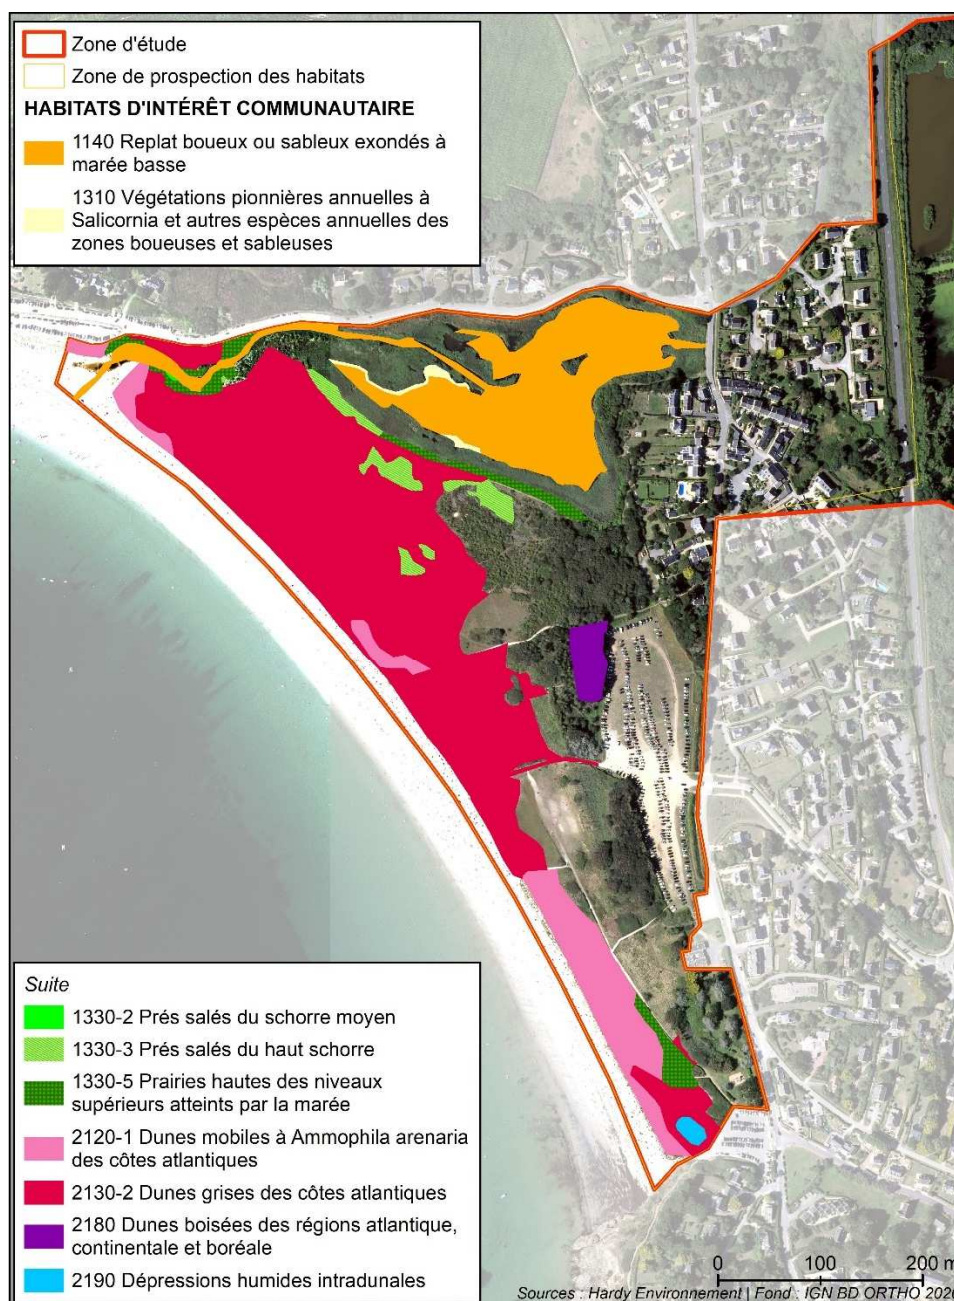 Zone d'étude
Zone de prospection des habitats
HABITATS D'INTÉRÊT COMMUNAUTAIRE
1140 Replat boueux ou sableux exondés à
marée basse
1310 Végétations pionnières annuelles à
Salicornia et autres espèces annuelles des
zones boueuses et sableuses
Suite
1330-2 Prés salés du schorre moyen
1330-3 Prés salés du haut schorre
1330-5 Prairies hautes des niveaux
supérieurs atteints par la marée
2120-1 Dunes mobiles à Ammophila arenaria
des côtes atlantiques
2130-2 Dunes grises des côtes atlantiques
2180 Dunes boisées des régions atlantique,
continentale et boréale
2190 Dépressions humides intradunales
0 100 200 m
Sources : Hardy Environnement | Fond : IGN BD ORTHO 2020